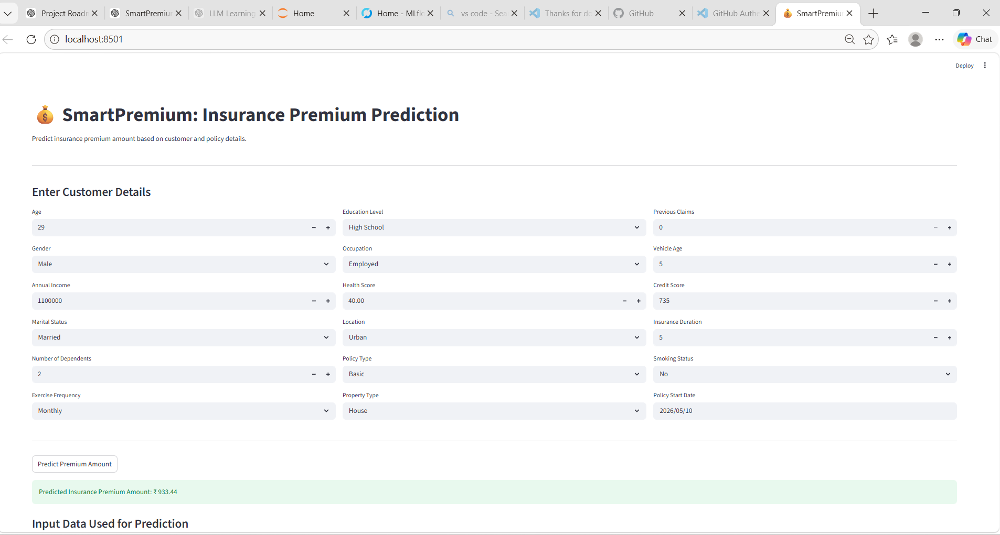 Project Roadm
SmartPremium
LLM Learning
Home
Home - MLflo
vs code - Sea
Thanks for do
GitHub
GitHub Authe
SmartPremiu
localhost:8501
Chat
Deploy
SmartPremium: Insurance Premium Prediction
Predict insurance premium amount based on customer and policy details.
Enter Customer Details
Age
Education Level
Previous Claims
29
High School
0
Gender
Occupation
Vehicle Age
Male
Employed
5
Annual Income
Health Score
Credit Score
1100000
40.00
735
Marital Status
Location
Insurance Duration
Married
Urban
5
Number of Dependents
Policy Type
Smoking Status
2
Basic
No
Exercise Frequency
Property Type
Policy Start Date
Monthly
House
2026/05/10
Predict Premium Amount
Predicted Insurance Premium Amount: ₹ 933.44
Input Data Used for Prediction